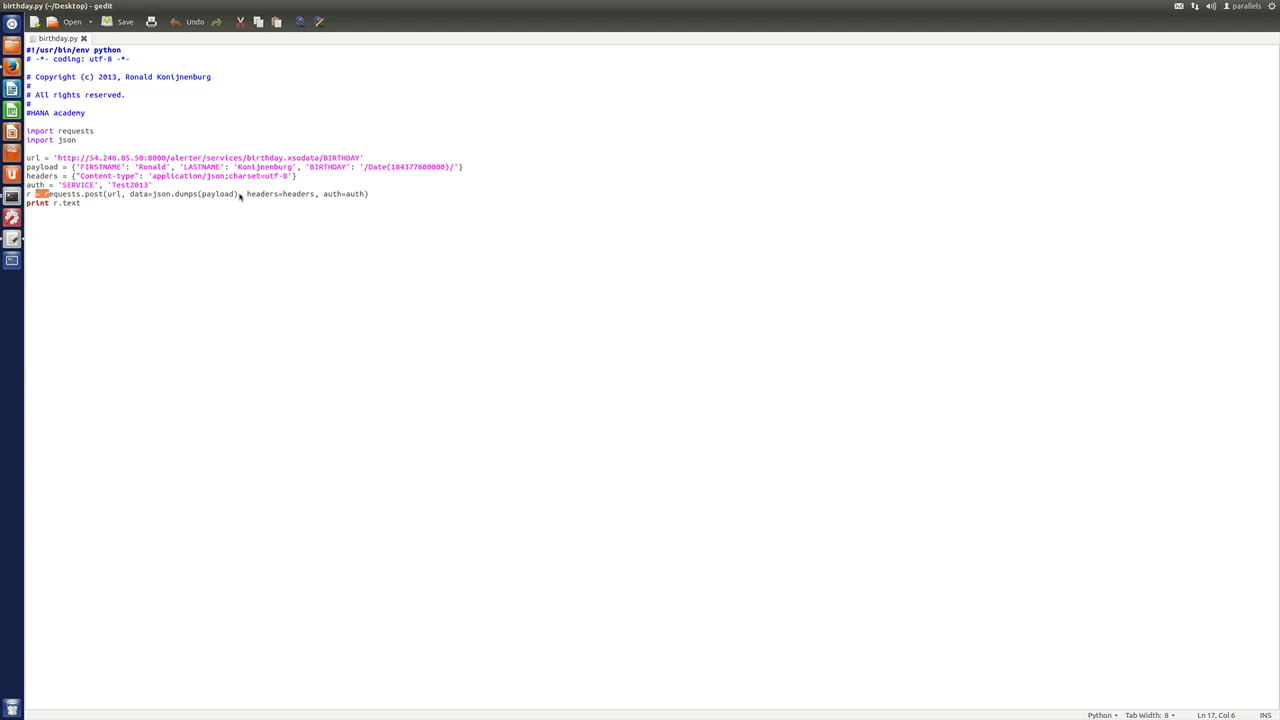 birthday.py (~/Desktop) - gedit
parallels
Open
Save
Undo
birthday.py
#!/usr/bin/env python
# -*- coding: utf-8 -*-
# Copyright (c) 2013, Ronald Konijnenburg
#
# All rights reserved.
#
#HANA academy
import requests
import json
url = 'http://54.246.85.50:8000/alerter/services/birthday.xsodata/BIRTHDAY'
payload = {'FIRSTNAME': 'Ronald', 'LASTNAME': 'Konijnenburg', 'BIRTHDAY': '/Date(184377600000)/'}
headers = {"Content-type": 'application/json;charset=utf-8'}
auth = 'SERVICE', 'Test2013'
r = requests.post(url, data=json.dumps(payload), headers=headers, auth=auth)
print r.text
Python
Tab Width: 8
Ln 17, Col 6
INS